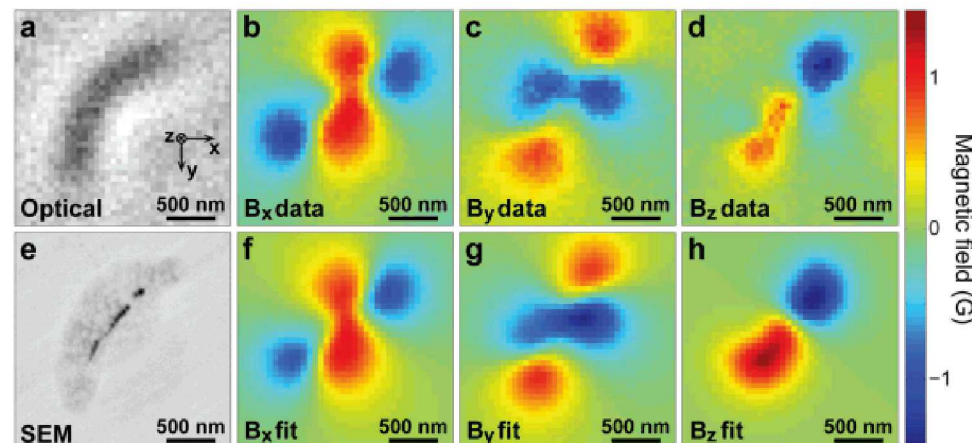 a
b
c
d
z
x
y
Optical
500 nm
Bx data
500 nm
By data
500 nm
Bz data
500 nm
1
0
−1
Magnetic field (G)
e
f
g
h
SEM
500 nm
Bx fit
500 nm
By fit
500 nm
Bz fit
500 nm